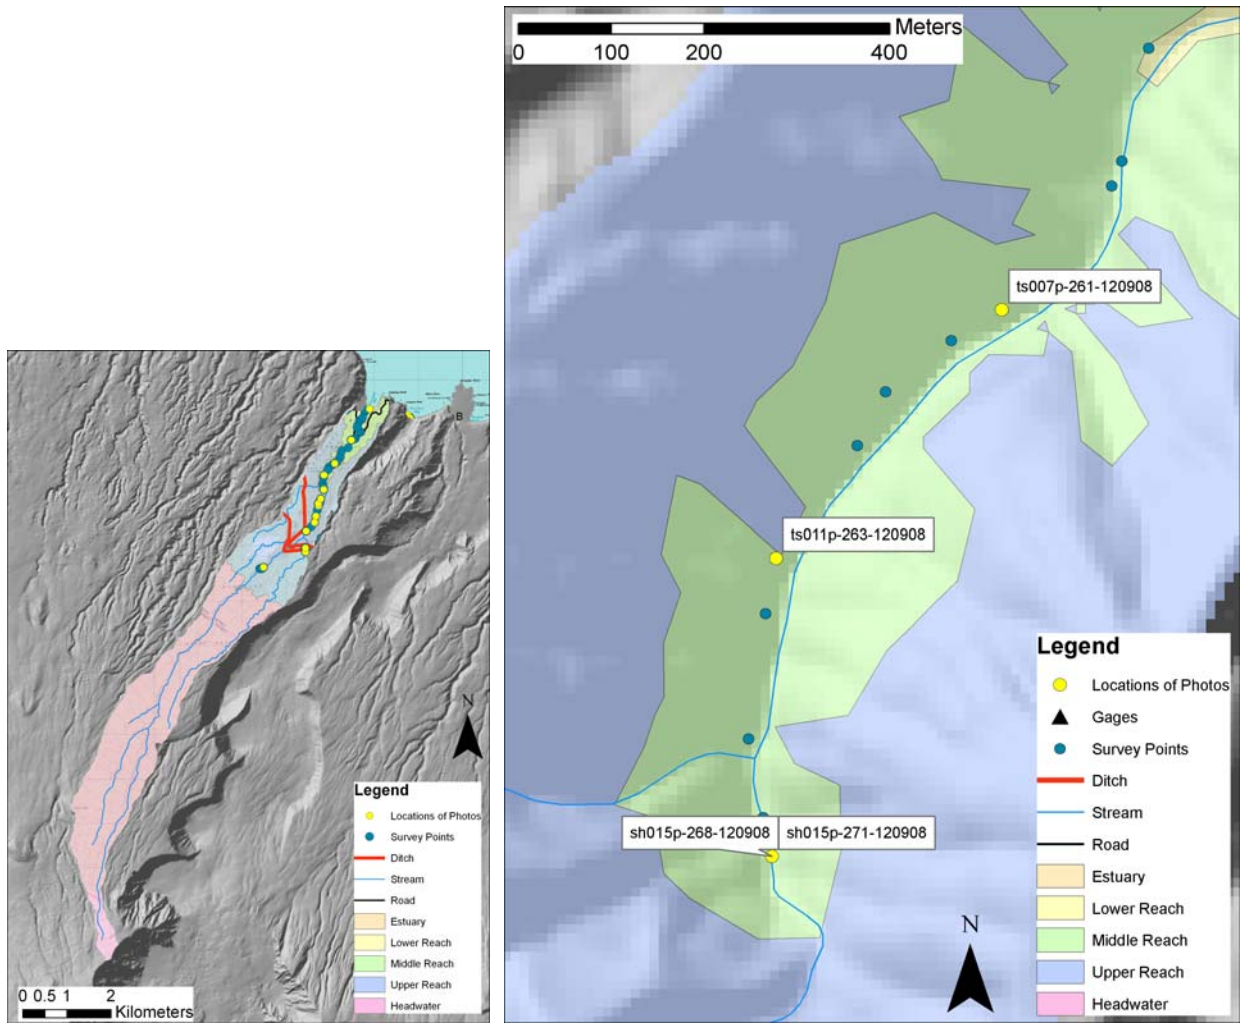 B
N
Legend
Locations of Photos
Survey Points
Ditch
Stream
Road
Estuary
Lower Reach
Middle Reach
Upper Reach
Headwater
0 0.5 1 2
Kilometers
Meters
0 100 200 400
ts007p-261-120908
ts011p-263-120908
sh015p-268-120908 sh015p-271-120908
N
Legend
Locations of Photos
Gages
Survey Points
Ditch
Stream
Road
Estuary
Lower Reach
Middle Reach
Upper Reach
Headwater